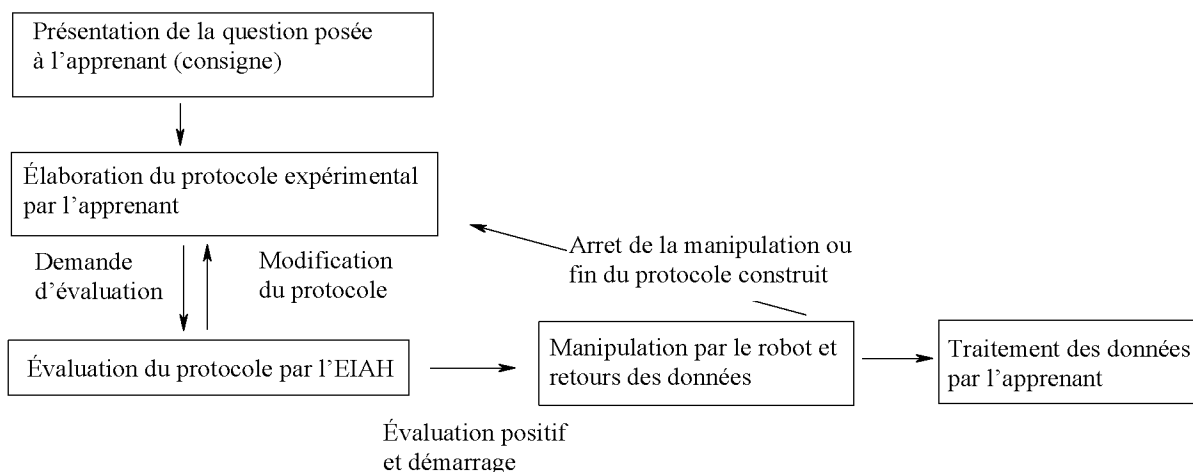 Présentation de la question posée
à l’apprenant (consigne)
Élaboration du protocole expérimental
par l’apprenant
Demande
d’évaluation
Modification
du protocole
Arret de la manipulation ou
fin du protocole construit
Évaluation du protocole par l’EIAH
Manipulation par le robot et
retours des données
Traitement des données
par l’apprenant
Évaluation positif
et démarrage